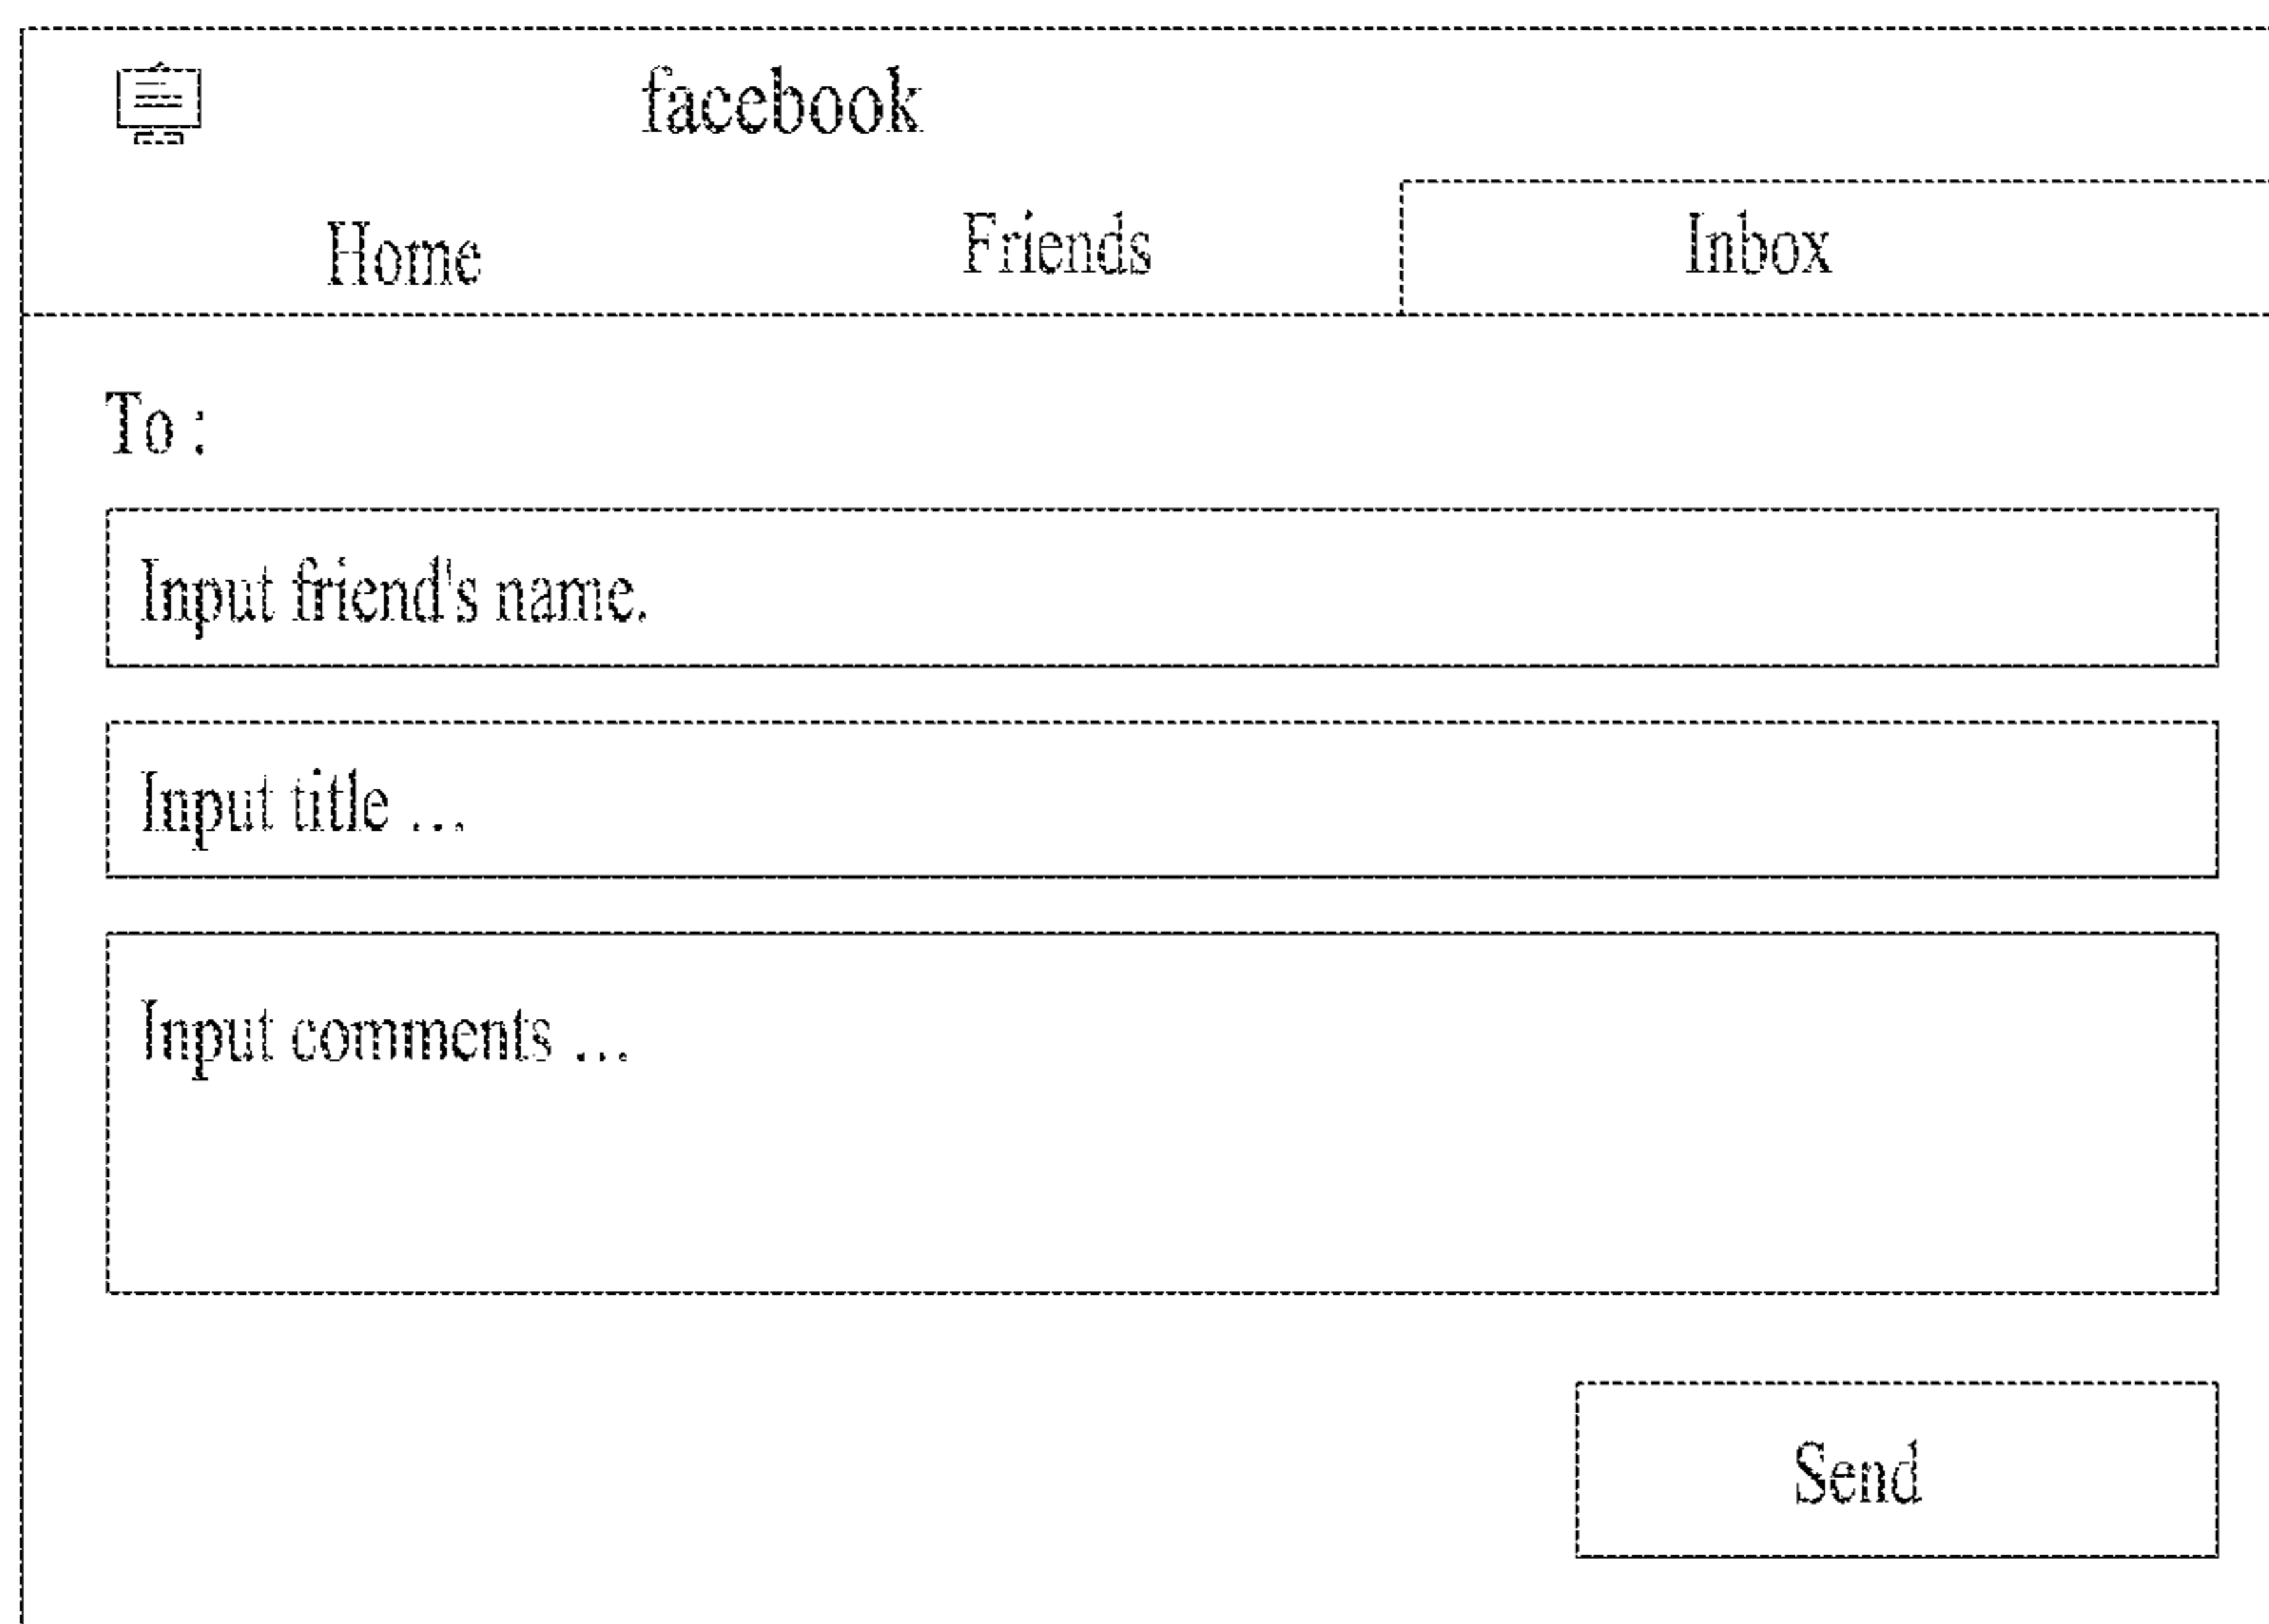 facebook
Home Friends Inbox
To :
Input friend's name.
Input title ...
Input comments ...
Send